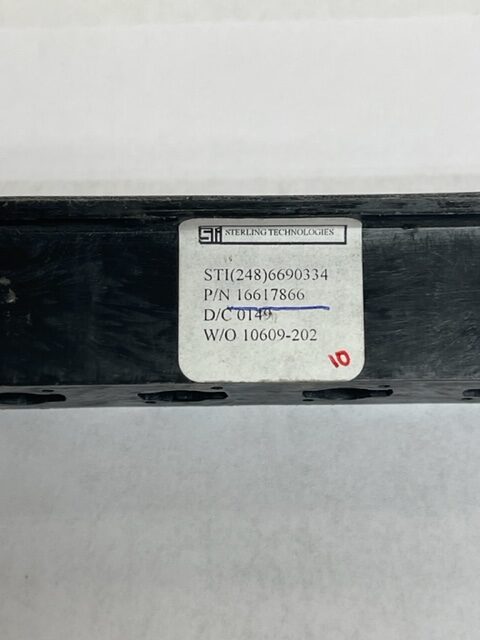 STi STERLING TECHNOLOGIES
STI(248)6690334
P/N 16617866
D/C 0149
W/O 10609-202
10